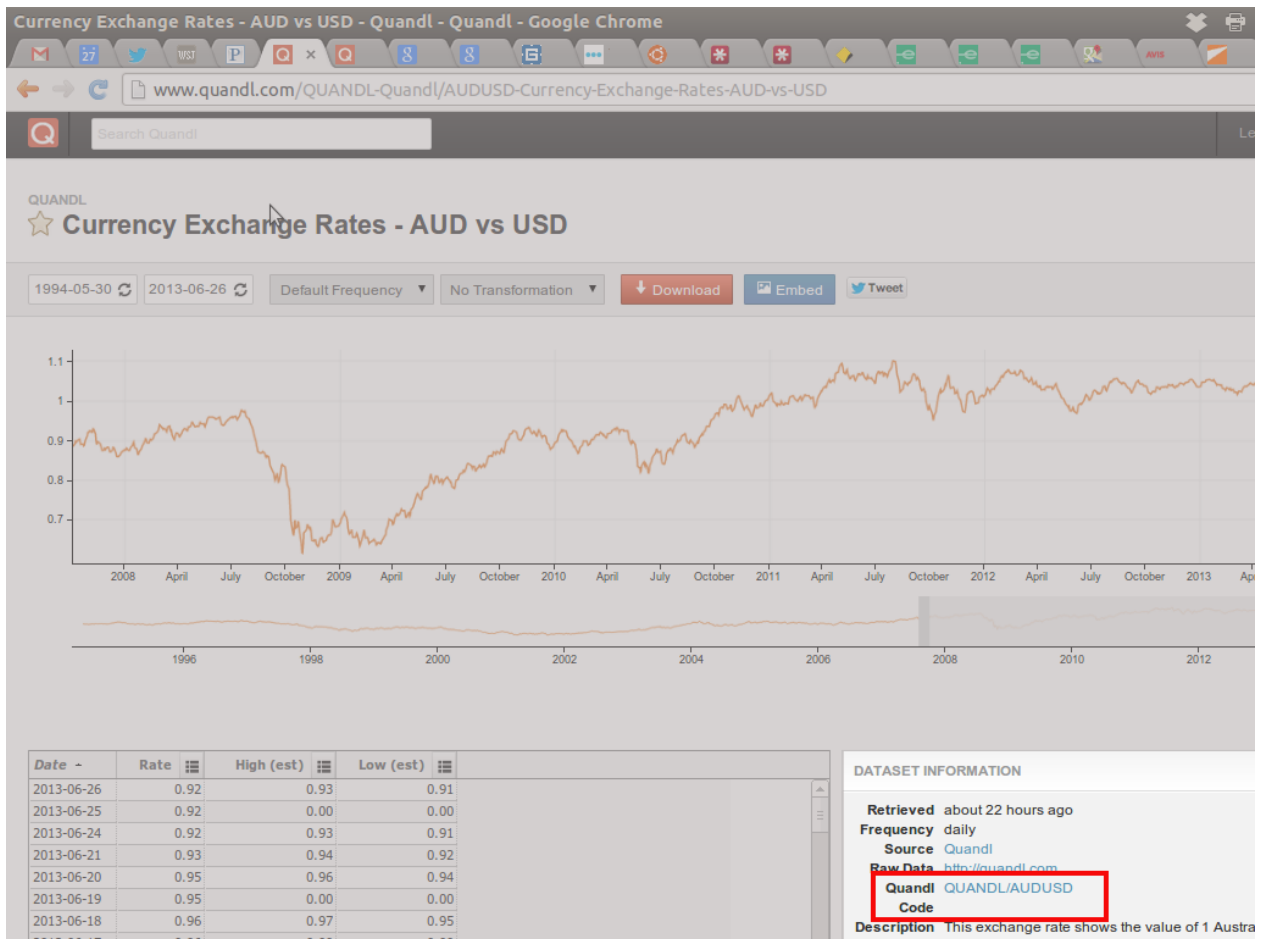 Currency Exchange Rates - AUD vs USD - Quandl - Quandl - Google Chrome
27 WST P Q × Q 8 8 AVIS
www.quandl.com/QUANDL-Quandl/AUDUSD-Currency-Exchange-Rates-AUD-vs-USD
Q Search Quandl Le
QUANDL
Currency Exchange Rates - AUD vs USD
1994-05-30 2013-06-26 Default Frequency No Transformation Download Embed Tweet
1.1
1
0.9
0.8
0.7
2008 April July October 2009 April July October 2010 April July October 2011 April July October 2012 April July October 2013 Ap
1996 1998 2000 2002 2004 2006 2008 2010 2012
Date Rate High (est) Low (est)
2013-06-26 0.92 0.93 0.91
2013-06-25 0.92 0.00 0.00
2013-06-24 0.92 0.93 0.91
2013-06-21 0.93 0.94 0.92
2013-06-20 0.95 0.96 0.94
2013-06-19 0.95 0.00 0.00
2013-06-18 0.96 0.97 0.95
DATASET INFORMATION
Retrieved about 22 hours ago
Frequency daily
Source Quandl
Raw Data http://quandl.com
Quandl QUANDL/AUDUSD
Code
Description This exchange rate shows the value of 1 Austra